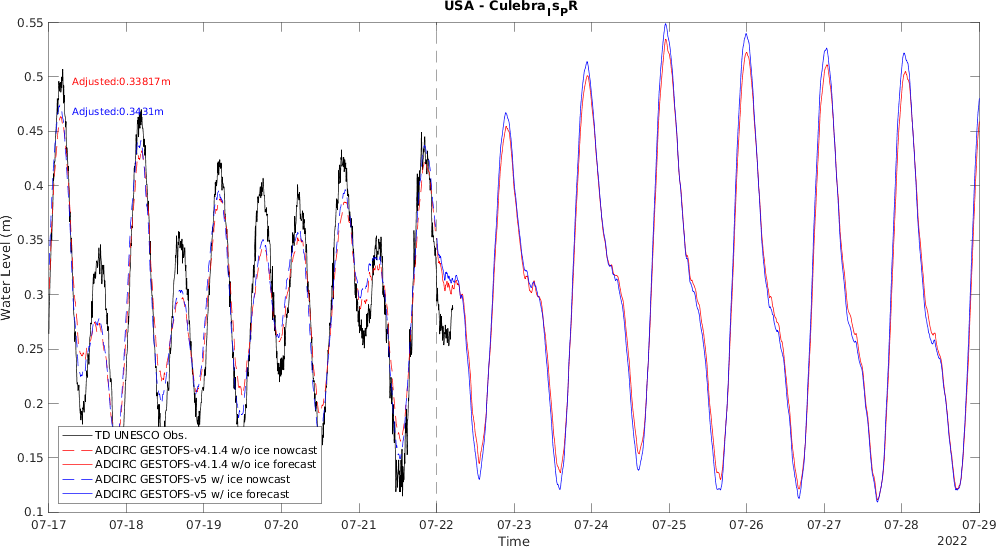 USA - CulebraIsPR
Adjusted:0.33817m
Adjusted:0.3431m
Water Level (m)
0.55
0.5
0.45
0.4
0.35
0.3
0.25
0.2
0.15
0.1
TD UNESCO Obs.
ADCIRC GESTOFS-v4.1.4 w/o ice nowcast
ADCIRC GESTOFS-v4.1.4 w/o ice forecast
ADCIRC GESTOFS-v5 w/ ice nowcast
ADCIRC GESTOFS-v5 w/ ice forecast
07-17 07-18 07-19 07-20 07-21 07-22 07-23 07-24 07-25 07-26 07-27 07-28 07-29
Time
2022